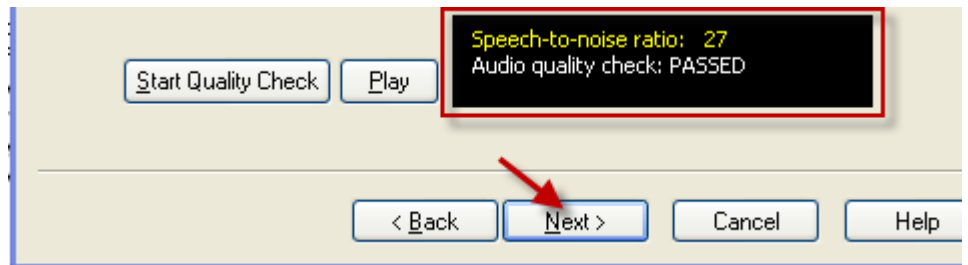 Speech-to-noise ratio: 27
Audio quality check: PASSED
Start Quality Check
Play
< Back
Next >
Cancel
Help